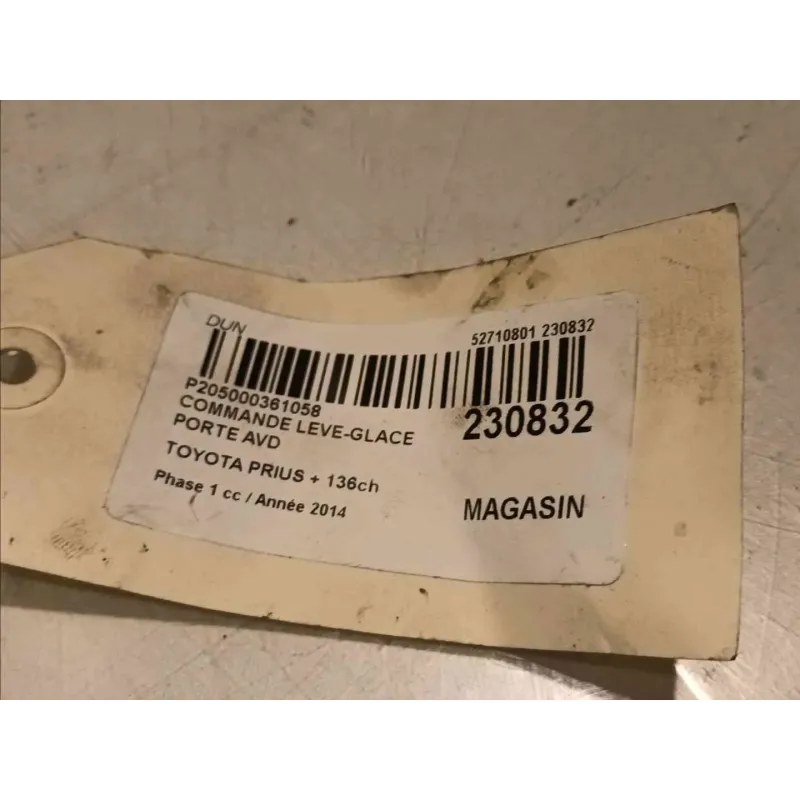 DUN
52710801 230832
P205000361058
COMMANDE LEVE-GLACE
PORTE AVD
230832
TOYOTA PRIUS + 136ch
Phase 1 cc / Année 2014
MAGASIN